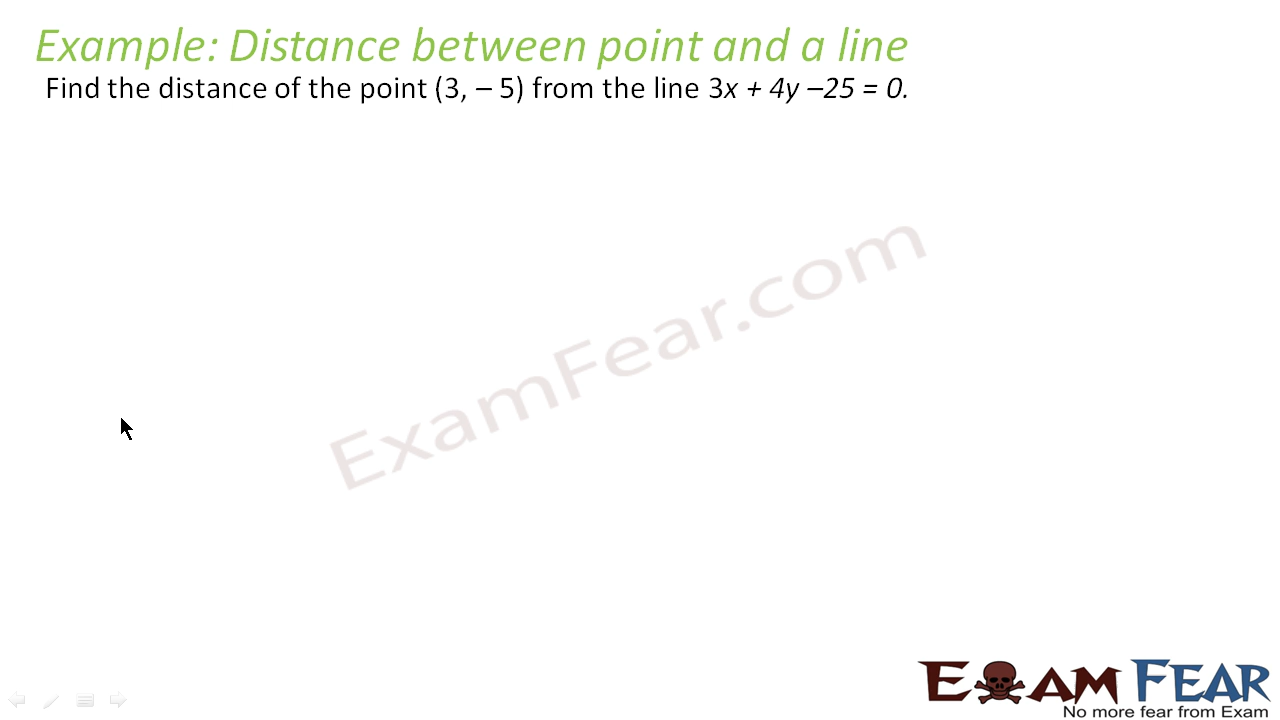 Example: Distance between point and a line
Find the distance of the point (3, – 5) from the line 3x + 4y –25 = 0.
ExamFear.com
EXAM FEAR
No more fear from Exam